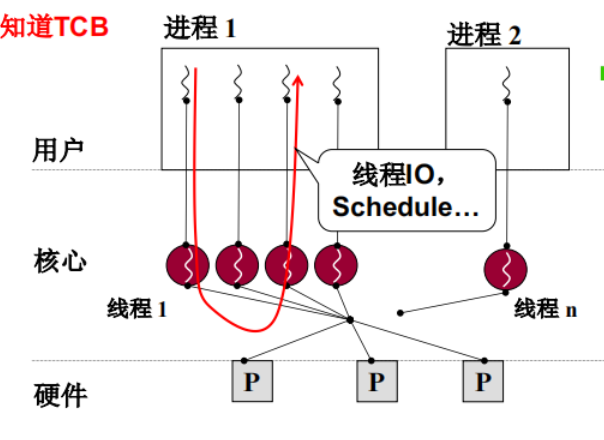 知道TCB
进程 1
进程 2
用户
线程IO，
Schedule…
核心
线程 1
线程 n
P
P
P
硬件